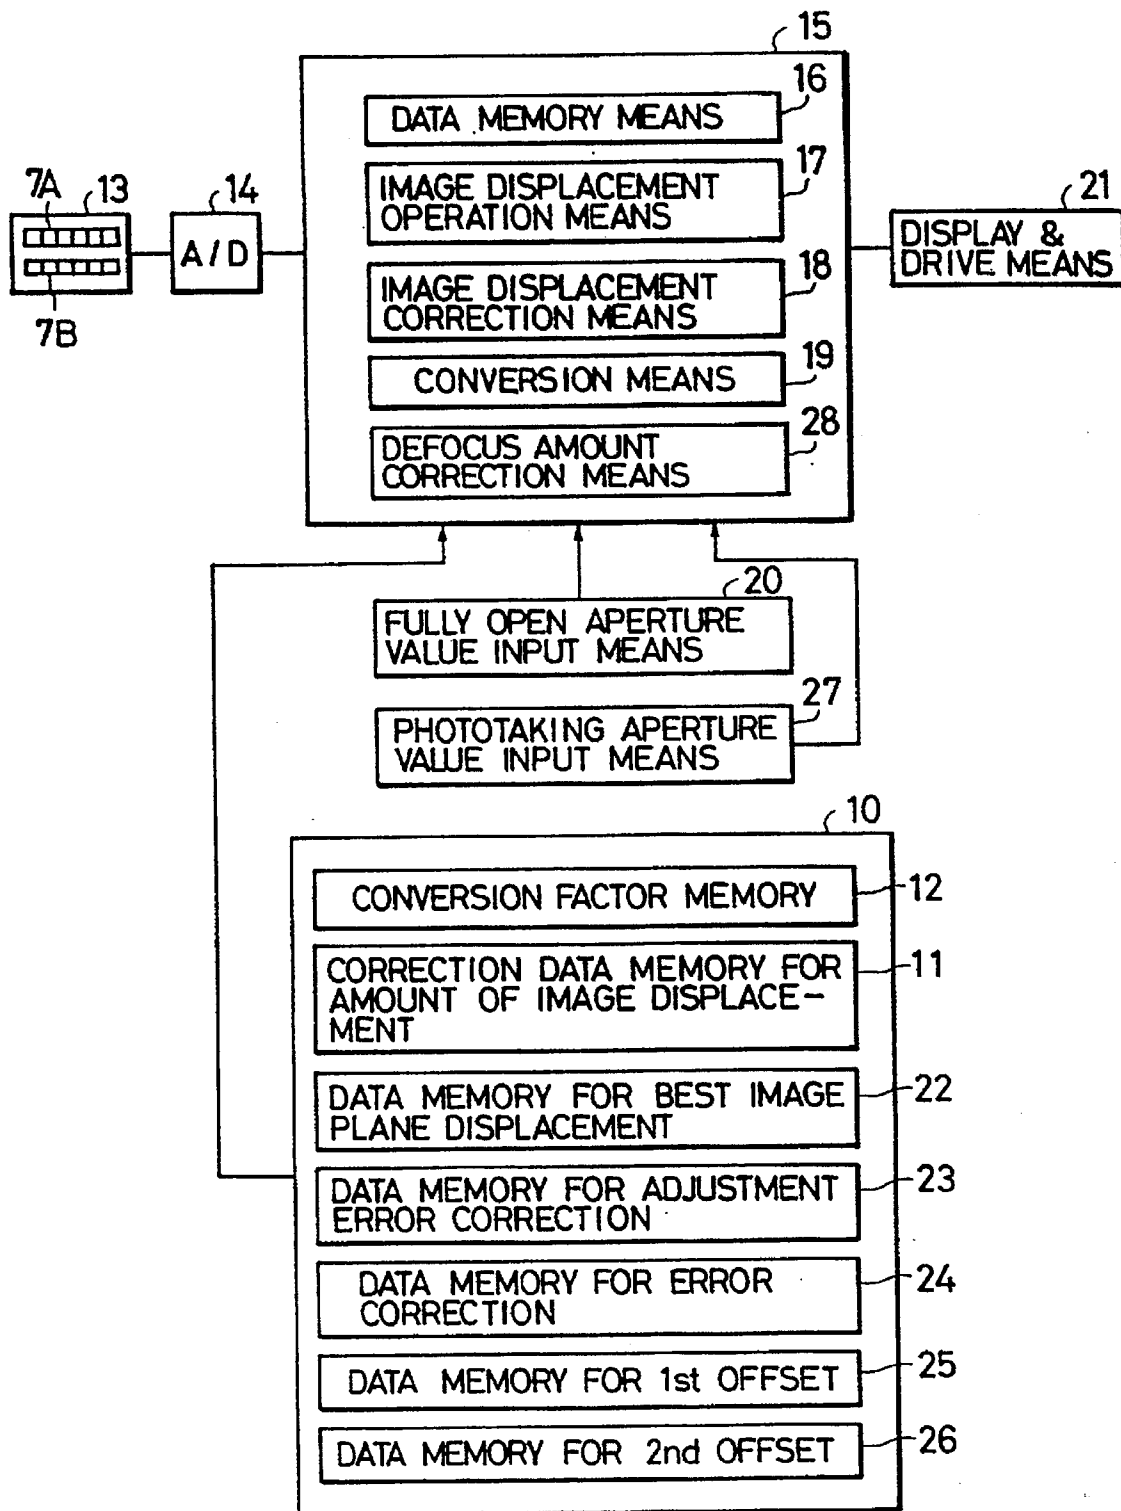 15
16
DATA MEMORY MEANS
17
IMAGE DISPLACEMENT
OPERATION MEANS
7A
13
14
A/D
7B
21
DISPLAY &
DRIVE MEANS
18
IMAGE DISPLACEMENT
CORRECTION MEANS
19
CONVERSION MEANS
28
DEFOCUS AMOUNT
CORRECTION MEANS
20
FULLY OPEN APERTURE
VALUE INPUT MEANS
27
PHOTOTAKING APERTURE
VALUE INPUT MEANS
10
CONVERSION FACTOR MEMORY
12
CORRECTION DATA MEMORY FOR
AMOUNT OF IMAGE DISPLACE-
MENT
11
DATA MEMORY FOR BEST IMAGE
PLANE DISPLACEMENT
22
DATA MEMORY FOR ADJUSTMENT
ERROR CORRECTION
23
DATA MEMORY FOR ERROR
CORRECTION
24
DATA MEMORY FOR 1st OFFSET
25
DATA MEMORY FOR 2nd OFFSET
26